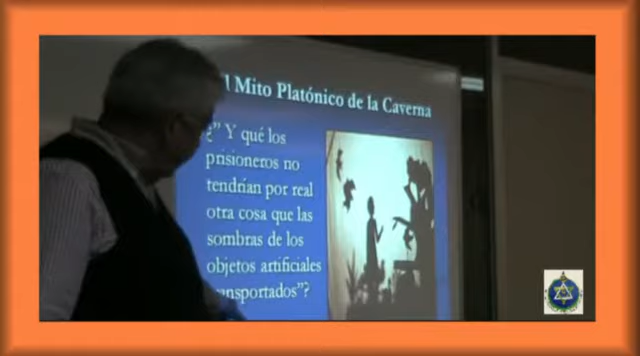 l Mito Platónico de la Caverna
¿” Y qué los
prisioneros no
tendrían por real
otra cosa que las
sombras de los
objetos artificiales
ansportados”?